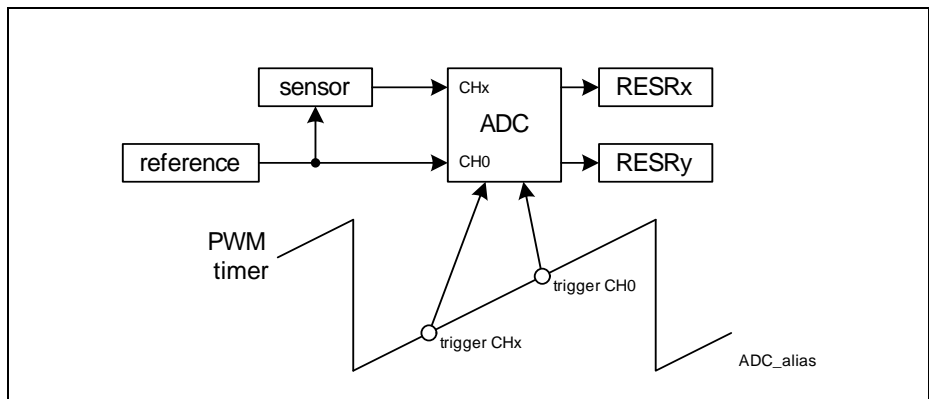 sensor
CHx
RESRx
ADC
reference
CH0
RESRy
PWM
timer
trigger CH0
trigger CHx
ADC_alias